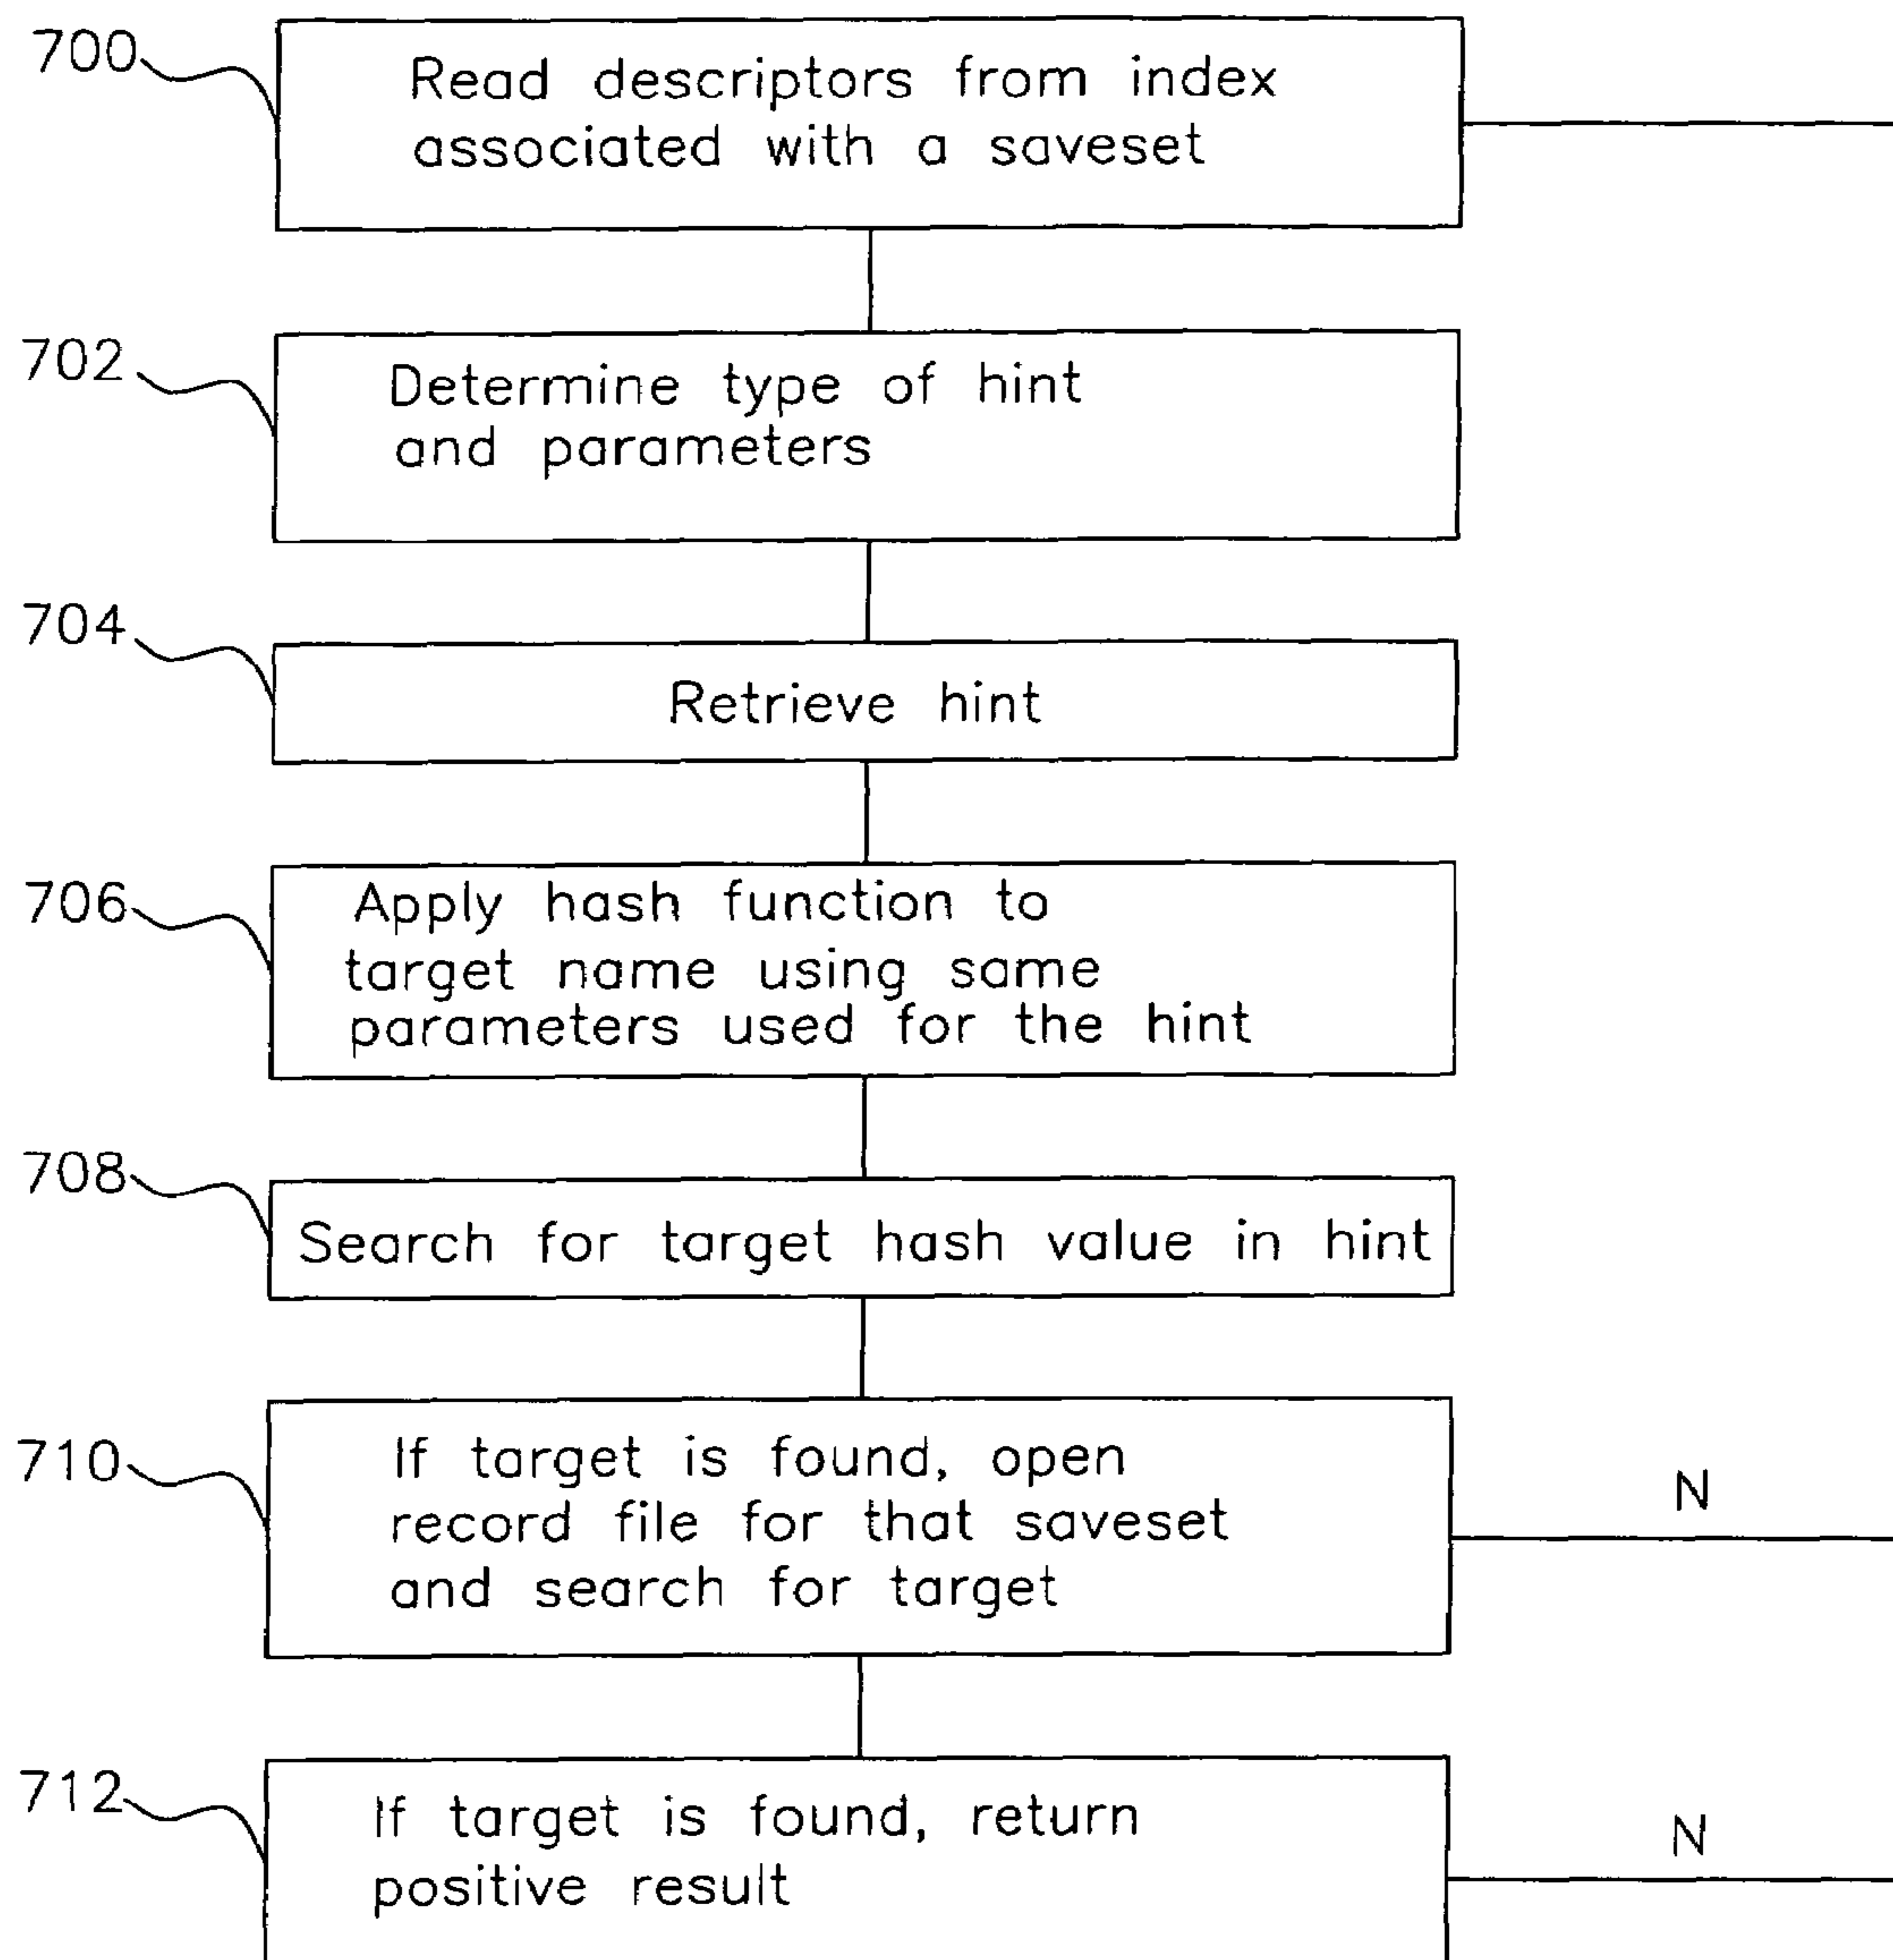 700
Read descriptors from index
associated with a saveset
702
Determine type of hint
and parameters
704
Retrieve hint
706
Apply hash function to
target name using same
parameters used for the hint
708
Search for target hash value in hint
710
If target is found, open
record file for that saveset
and search for target
N
712
If target is found, return
positive result
N